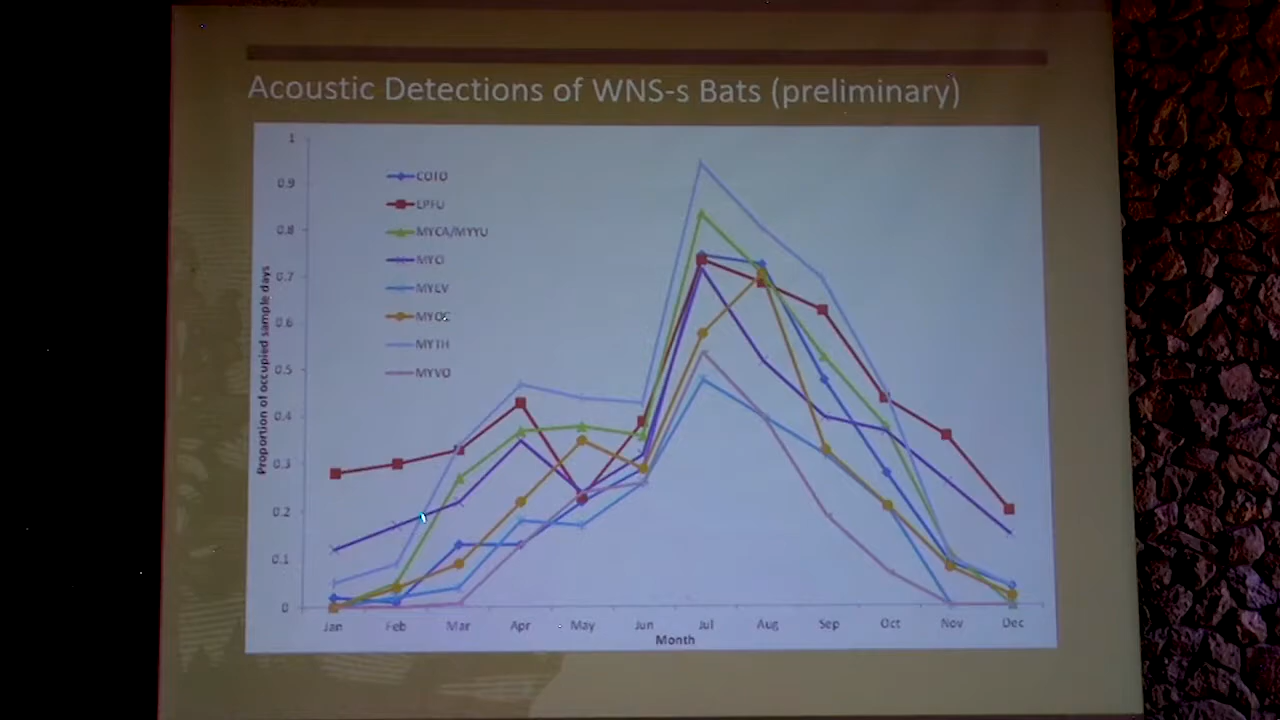 Acoustic Detections of WNS-s Bats (preliminary)
1
0.9
0.8
0.7
0.6
0.5
0.4
0.3
0.2
0.1
0
Proportion of occupied sample days
COTO
EPFU
MYCA/MYYU
MYCI
MYEV
MYOC
MYTH
MYVO
Jan Feb Mar Apr May Jun Jul Aug Sep Oct Nov Dec
Month